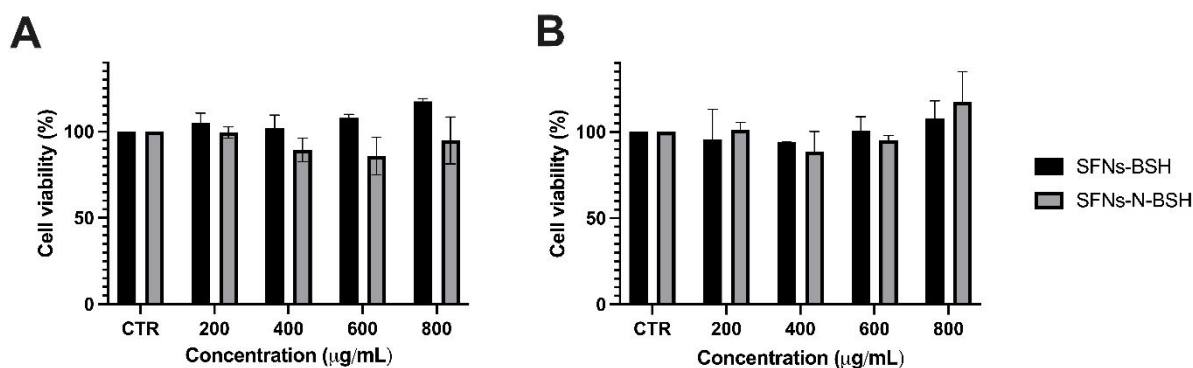 A
Cell viability (%)
100
50
0
CTR 200 400 600 800
Concentration (μg/mL)
B
Cell viability (%)
100
50
0
CTR 200 400 600 800
Concentration (μg/mL)
SFNs-BSH
SFNs-N-BSH